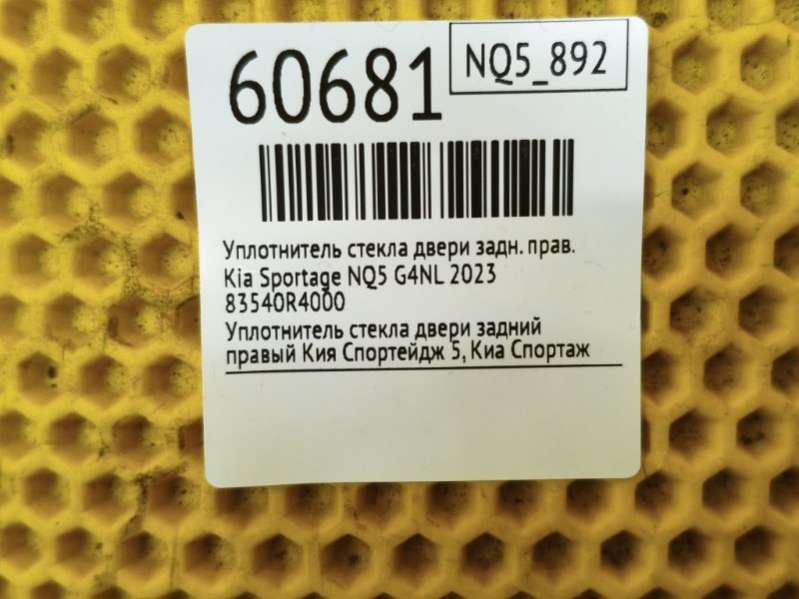 60681
NQ5_892
Уплотнитель стекла двери задн. прав.
Kia Sportage NQ5 G4NL 2023
83540R4000
Уплотнитель стекла двери задний
правый Кия Спортейдж 5, Киа Спортаж